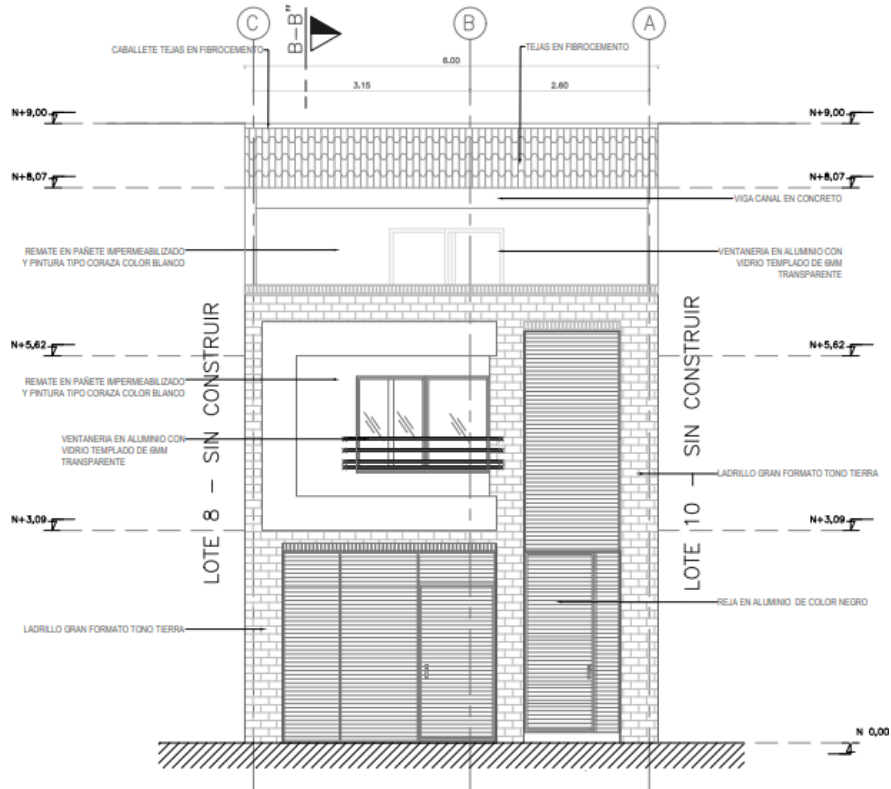 C
B-B"
B
A
CABALLETE TEJAS EN FIBROCEMENTO
TEJAS EN FIBROCEMENTO
6.00
3.15
2.60
N+9,00
N+9,00
N+8,07
N+8,07
VIGA CANAL EN CONCRETO
REMATE EN PAÑETE IMPERMEABILIZADO
Y PINTURA TIPO CORAZA COLOR BLANCO
VENTANERIA EN ALUMINIO CON
VIDRIO TEMPLADO DE 6MM
TRANSPARENTE
N+5,62
N+5,62
REMATE EN PAÑETE IMPERMEABILIZADO
Y PINTURA TIPO CORAZA COLOR BLANCO
VENTANERIA EN ALUMINIO CON
VIDRIO TEMPLADO DE 6MM
TRANSPARENTE
LOTE 8 - SIN CONSTRUIR
LOTE 10 - SIN CONSTRUIR
LADRILLO GRAN FORMATO TONO TIERRA
N+3,09
N+3,09
REJA EN ALUMINIO DE COLOR NEGRO
LADRILLO GRAN FORMATO TONO TIERRA
N 0,00